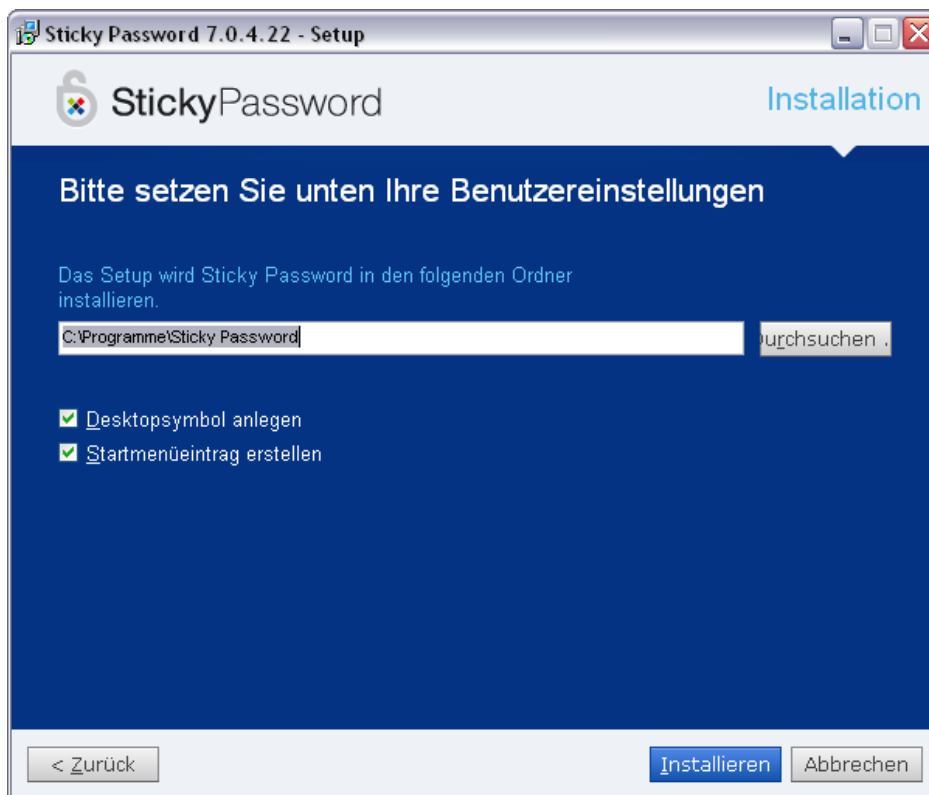 Sticky Password 7.0.4.22 - Setup
StickyPassword
Installation
Bitte setzen Sie unten Ihre Benutzereinstellungen
Das Setup wird Sticky Password in den folgenden Ordner
installieren.
C:\Programme\Sticky Password
urchsuchen .
Desktopsymbol anlegen
Startmenüeintrag erstellen
< Zurück
Installieren
Abbrechen